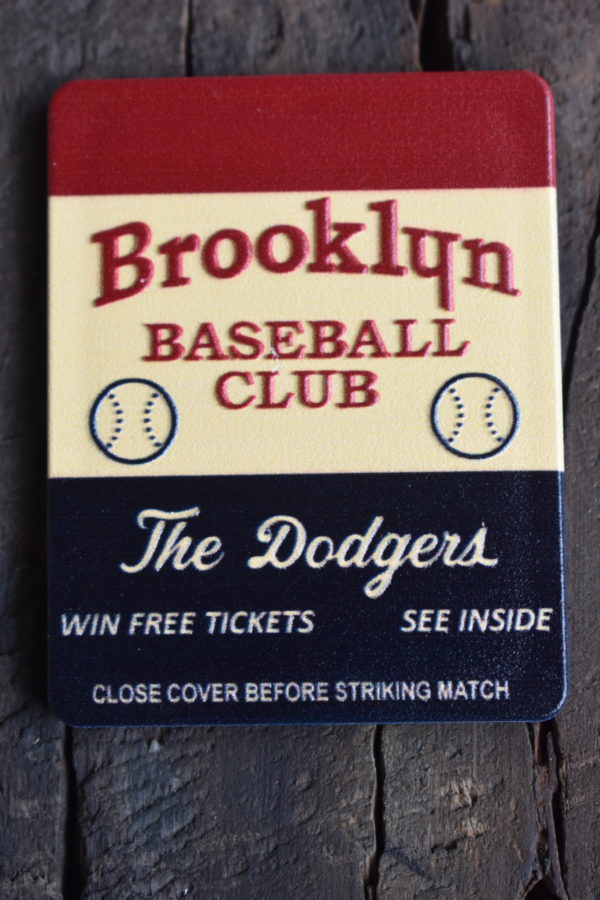 Brooklyn
BASEBALL
CLUB
The Dodgers
WIN FREE TICKETS SEE INSIDE
CLOSE COVER BEFORE STRIKING MATCH